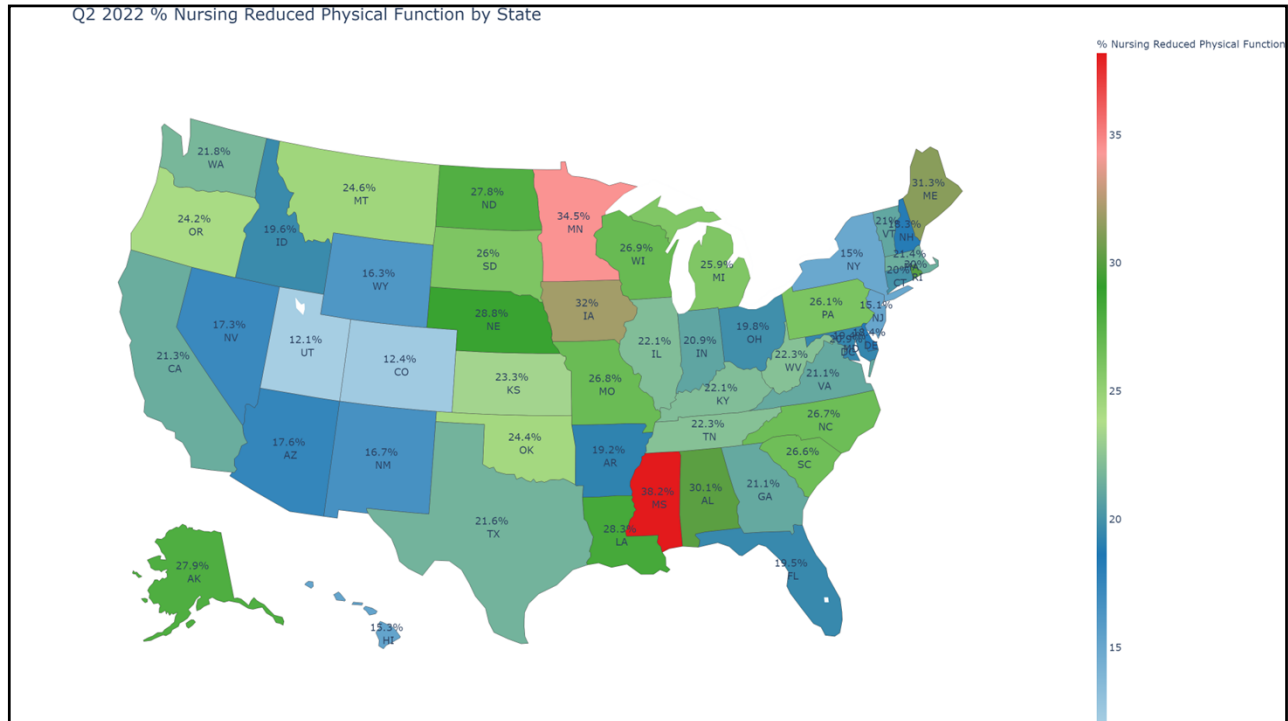 Q2 2022 % Nursing Reduced Physical Function by State
% Nursing Reduced Physical Function
35
30
25
20
15
21.8%
WA
24.2%
OR
21.3%
CA
17.3%
NV
19.6%
ID
24.6%
MT
16.3%
WY
12.1%
UT
12.4%
CO
17.6%
AZ
16.7%
NM
27.8%
ND
26%
SD
28.8%
NE
23.3%
KS
24.4%
OK
21.6%
TX
34.5%
MN
32%
IA
26.8%
MO
19.2%
AR
28.3%
LA
26.9%
WI
22.1%
IL
25.9%
MI
20.9%
IN
19.8%
OH
22.1%
KY
22.3%
TN
38.2%
MS
30.1%
AL
21.1%
GA
19.5%
FL
26.6%
SC
26.7%
NC
21.1%
VA
22.3%
WV
26.1%
PA
15%
NY
15.1%
NJ
21%
VT
18.3%
NH
31.3%
ME
21.4%
20%
CT
RI
DE
MD
DC
27.9%
AK
15.3%
HI